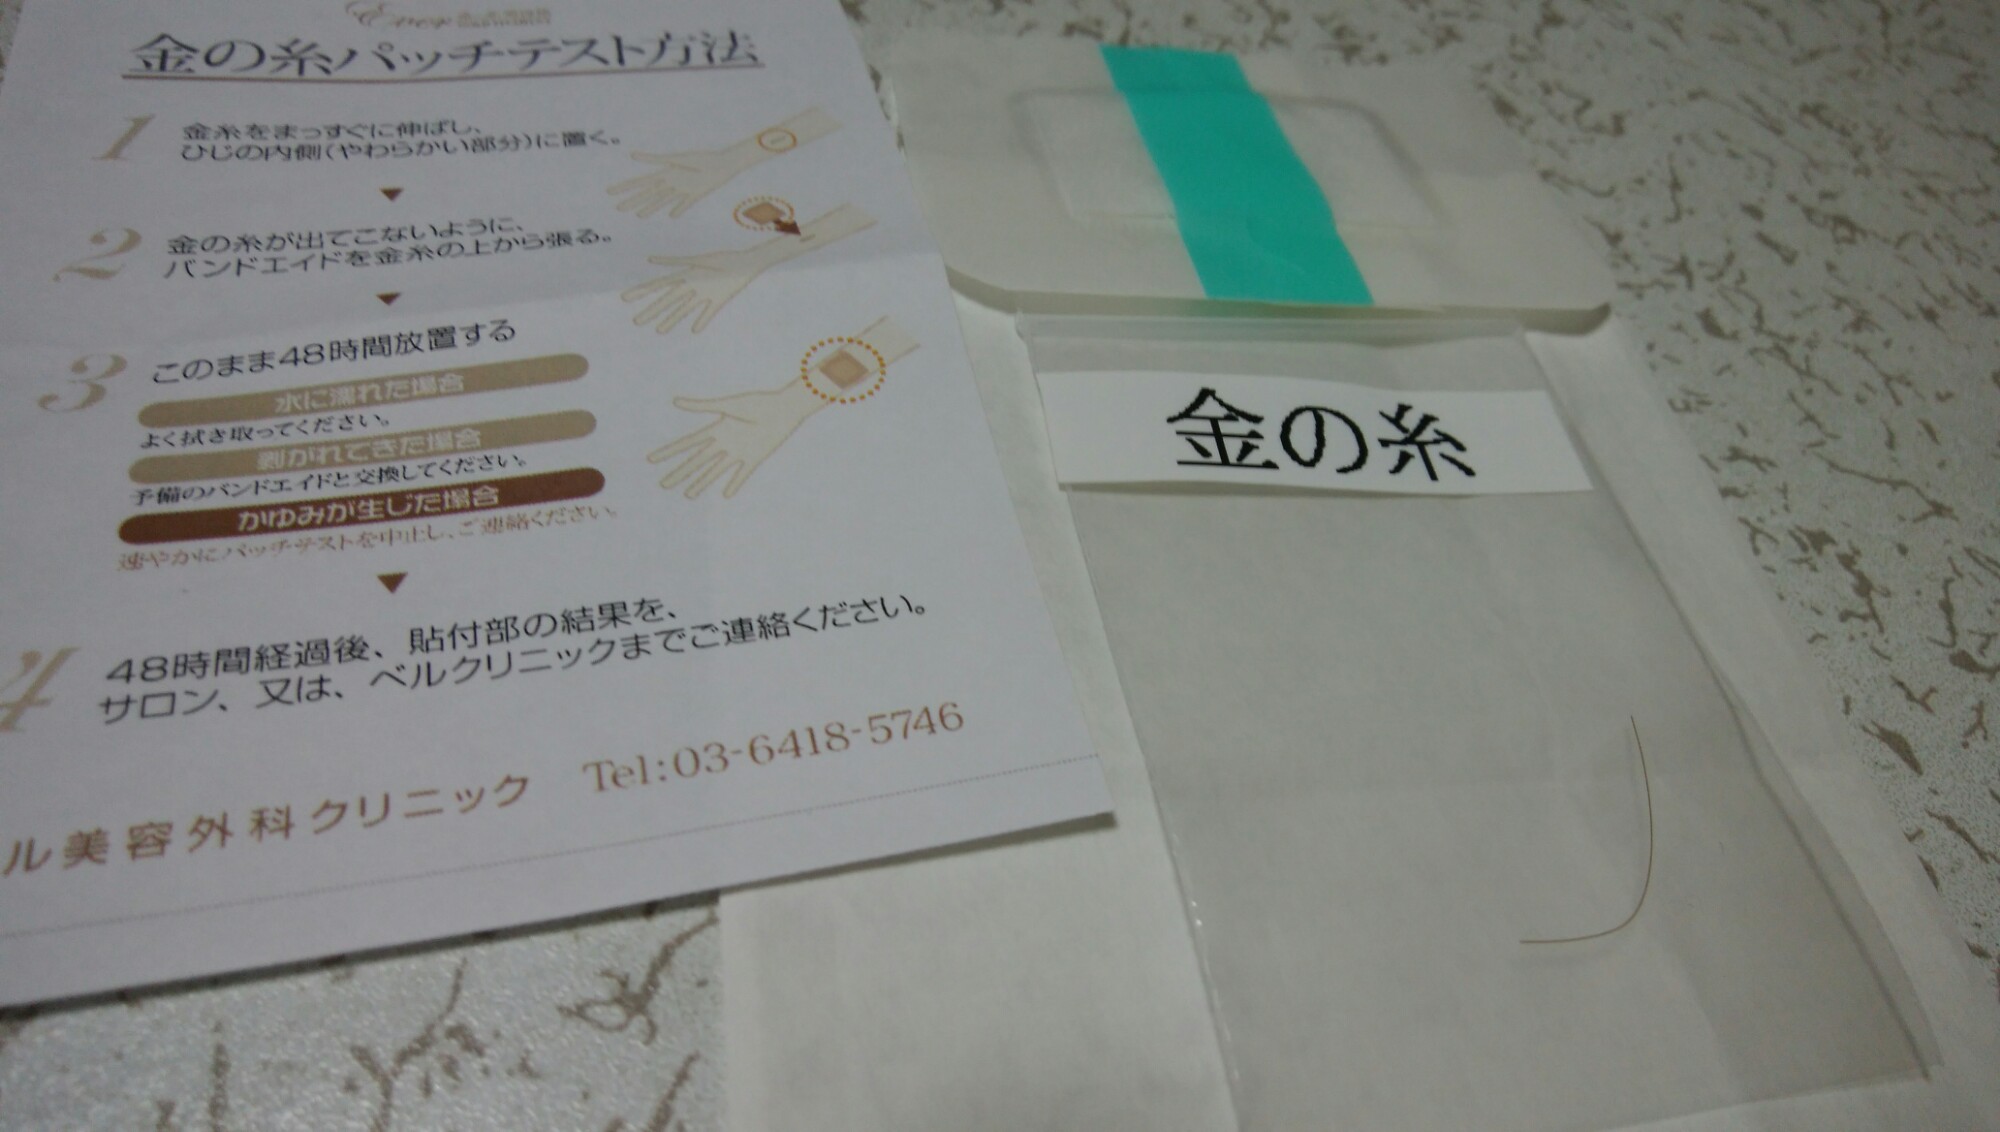 金の糸パッチテスト方法
1
金糸をまっすぐに伸ばし、
ひじの内側(やわらかい部分)に置く。
2
金の糸が出てこないように、
バンドエイドを金糸の上から張る。
3
このまま48時間放置する
水に濡れた場合
よく拭き取ってください。
剥がれてきた場合
予備のバンドエイドと交換してください。
かゆみが生じた場合
速やかにパッチテストを中止し、ご連絡ください。
4
48時間経過後、貼付部の結果を、
サロン、又は、ベルクリニックまでご連絡ください。
ル美容外科クリニック Tel:03-6418-5746
金の糸